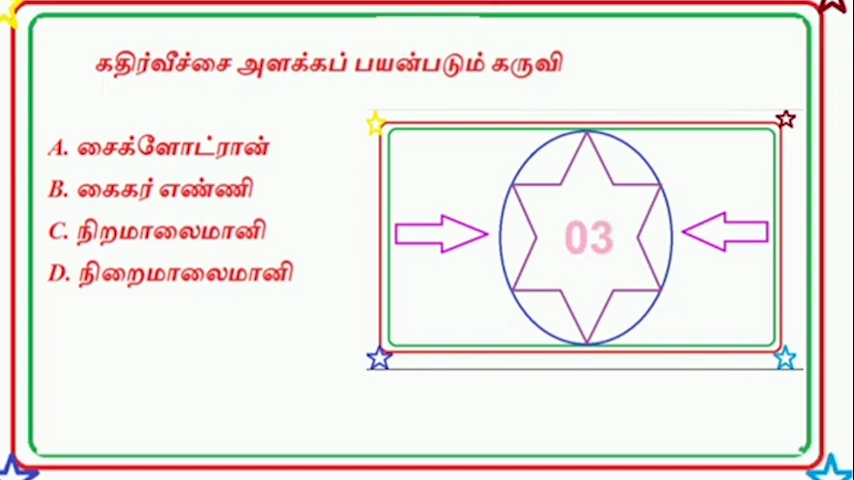 கதிர்வீச்சை அளக்கப் பயன்படும் கருவி
A. சைக்ளோட்ரான்
B. கைகர் எண்ணி
C. நிறமாலைமானி
D. நிறைமாலைமானி
03